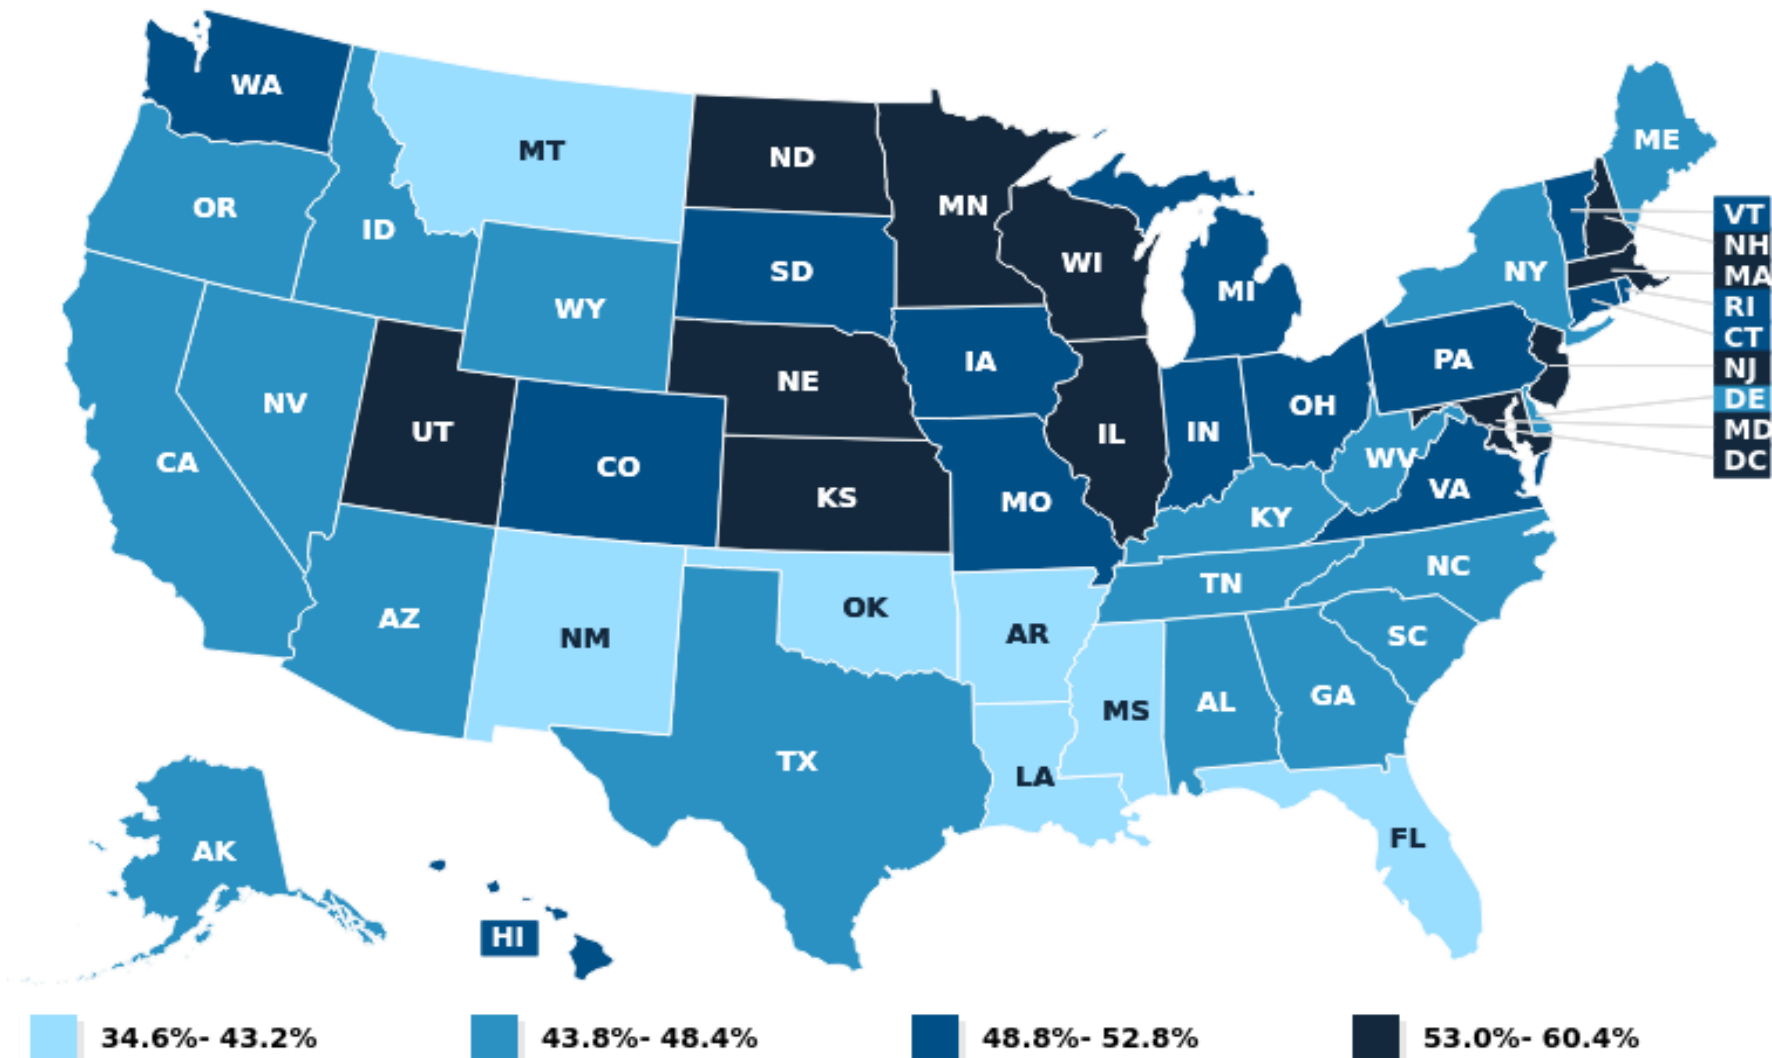 WA
MT
ND
MN
ME
OR
ID
SD
WI
MI
NY
VT
NH
MA
RI
CT
NJ
DE
MD
DC
WY
NE
IA
PA
NV
UT
CO
KS
MO
IL
IN
OH
WV
VA
CA
KY
AZ
NM
OK
AR
TN
NC
SC
TX
LA
MS
AL
GA
FL
AK
HI
34.6%- 43.2%
43.8%- 48.4%
48.8%- 52.8%
53.0%- 60.4%